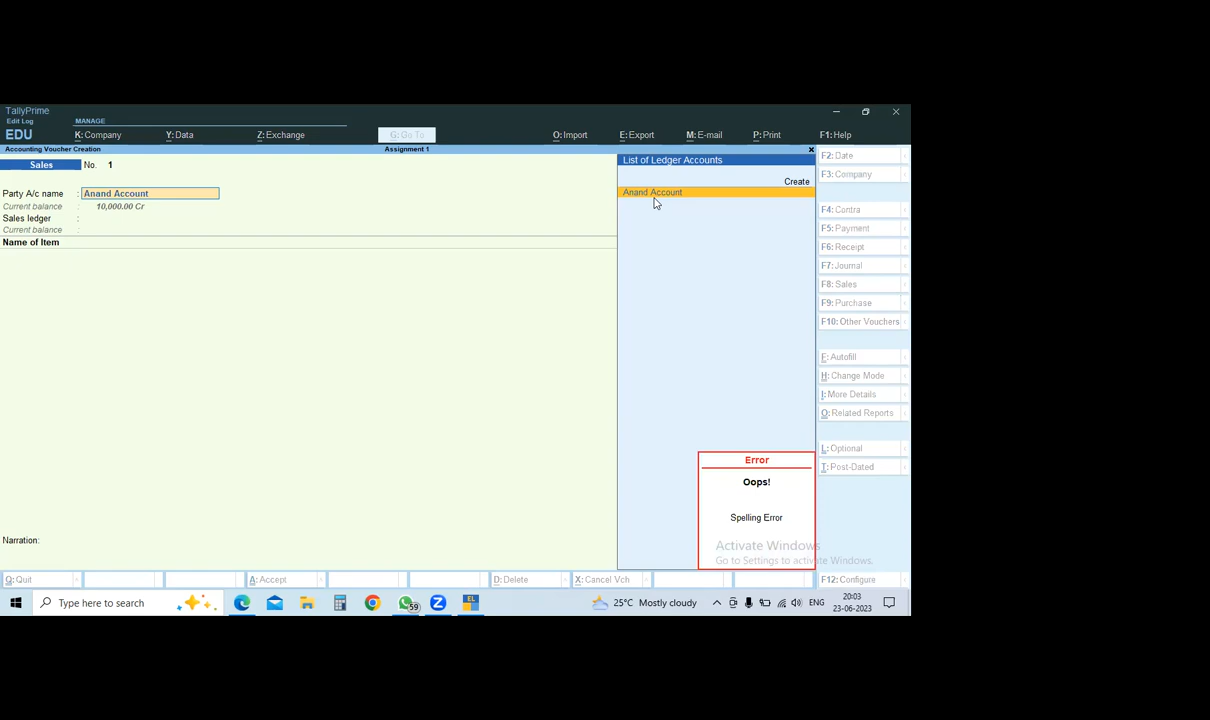 TallyPrime
Edit Log
EDU
MANAGE
K: Company
Y: Data
Z: Exchange
G: Go To
O: Import
E: Export
M: E-mail
P: Print
F1: Help
Accounting Voucher Creation
Assignment 1
Sales No. 1
Party A/c name : Anand Account
Current balance : 10,000.00 Cr
Sales ledger :
Current balance :
Name of Item
Narration:
List of Ledger Accounts
Create
Anand Account
Error
Oops!
Spelling Error
F2: Date
F3: Company
F4: Contra
F5: Payment
F6: Receipt
F7: Journal
F8: Sales
F9: Purchase
F10: Other Vouchers
F: Autofill
H: Change Mode
I: More Details
O: Related Reports
L: Optional
T: Post-Dated
Activate Windows
Go to Settings to activate Windows.
Q: Quit
A: Accept
D: Delete
X: Cancel Vch
F12: Configure
Type here to search
59
EL
25°C Mostly cloudy
ENG
20:03
23-06-2023